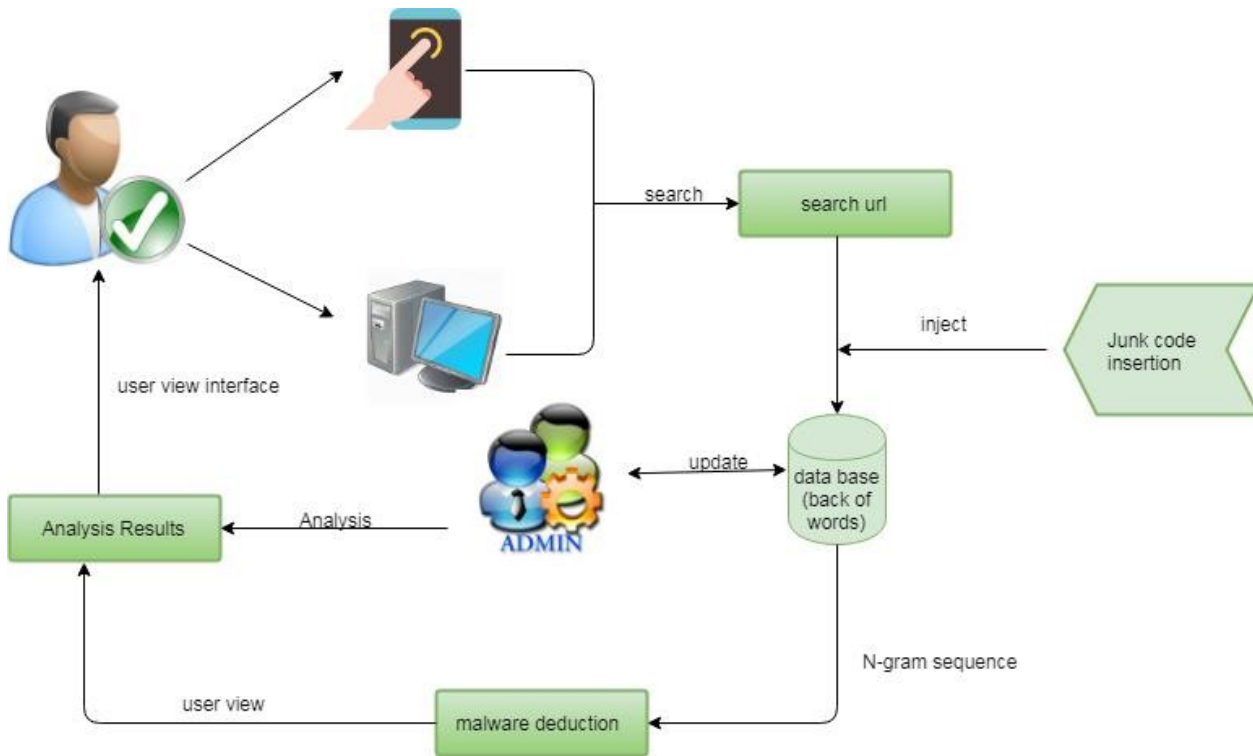 search
search url
inject
Junk code
insertion
user view interface
update
data base
(back of
words)
Analysis Results
Analysis
ADMIN
N-gram sequence
user view
malware deduction